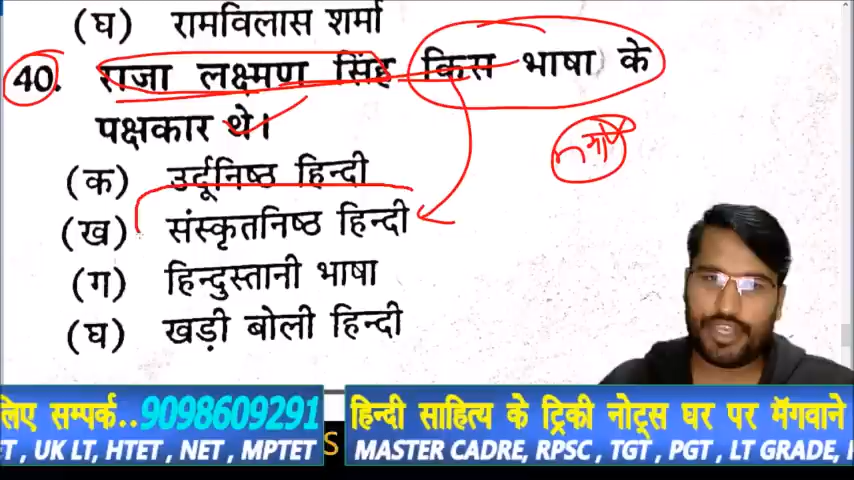 (घ) रामविलास शर्मा
40. राजा लक्ष्मण सिंह किस भाषा के
पक्षकार थे।
(क) उर्दूनिष्ठ हिन्दी
(ख) संस्कृतनिष्ठ हिन्दी
(ग) हिन्दुस्तानी भाषा
(घ) खड़ी बोली हिन्दी
लिए सम्पर्क..9098609291 हिन्दी साहित्य के ट्रिकी नोट्स घर पर मॅगवाने
ET , UK LT, HTET , NET , MPTET S MASTER CADRE, RPSC , TGT , PGT , LT GRADE,